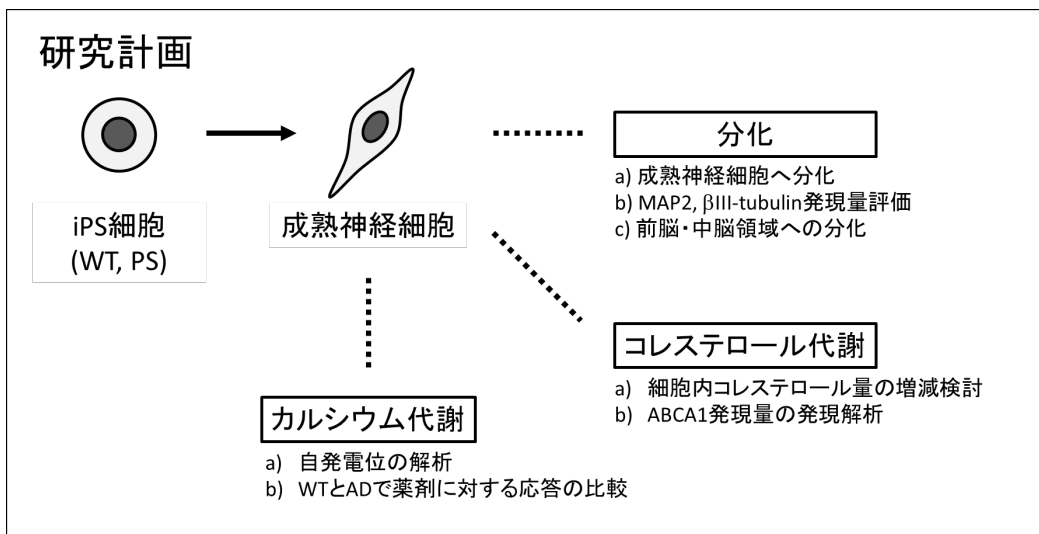 研究計画
iPS細胞
(WT, PS)
成熟神経細胞
分化
a) 成熟神経細胞へ分化
b) MAP2, βIII-tubulin発現量評価
c) 前脳・中脳領域への分化
コレステロール代謝
a) 細胞内コレステロール量の増減検討
b) ABCA1発現量の発現解析
カルシウム代謝
a) 自発電位の解析
b) WTとADで薬剤に対する応答の比較